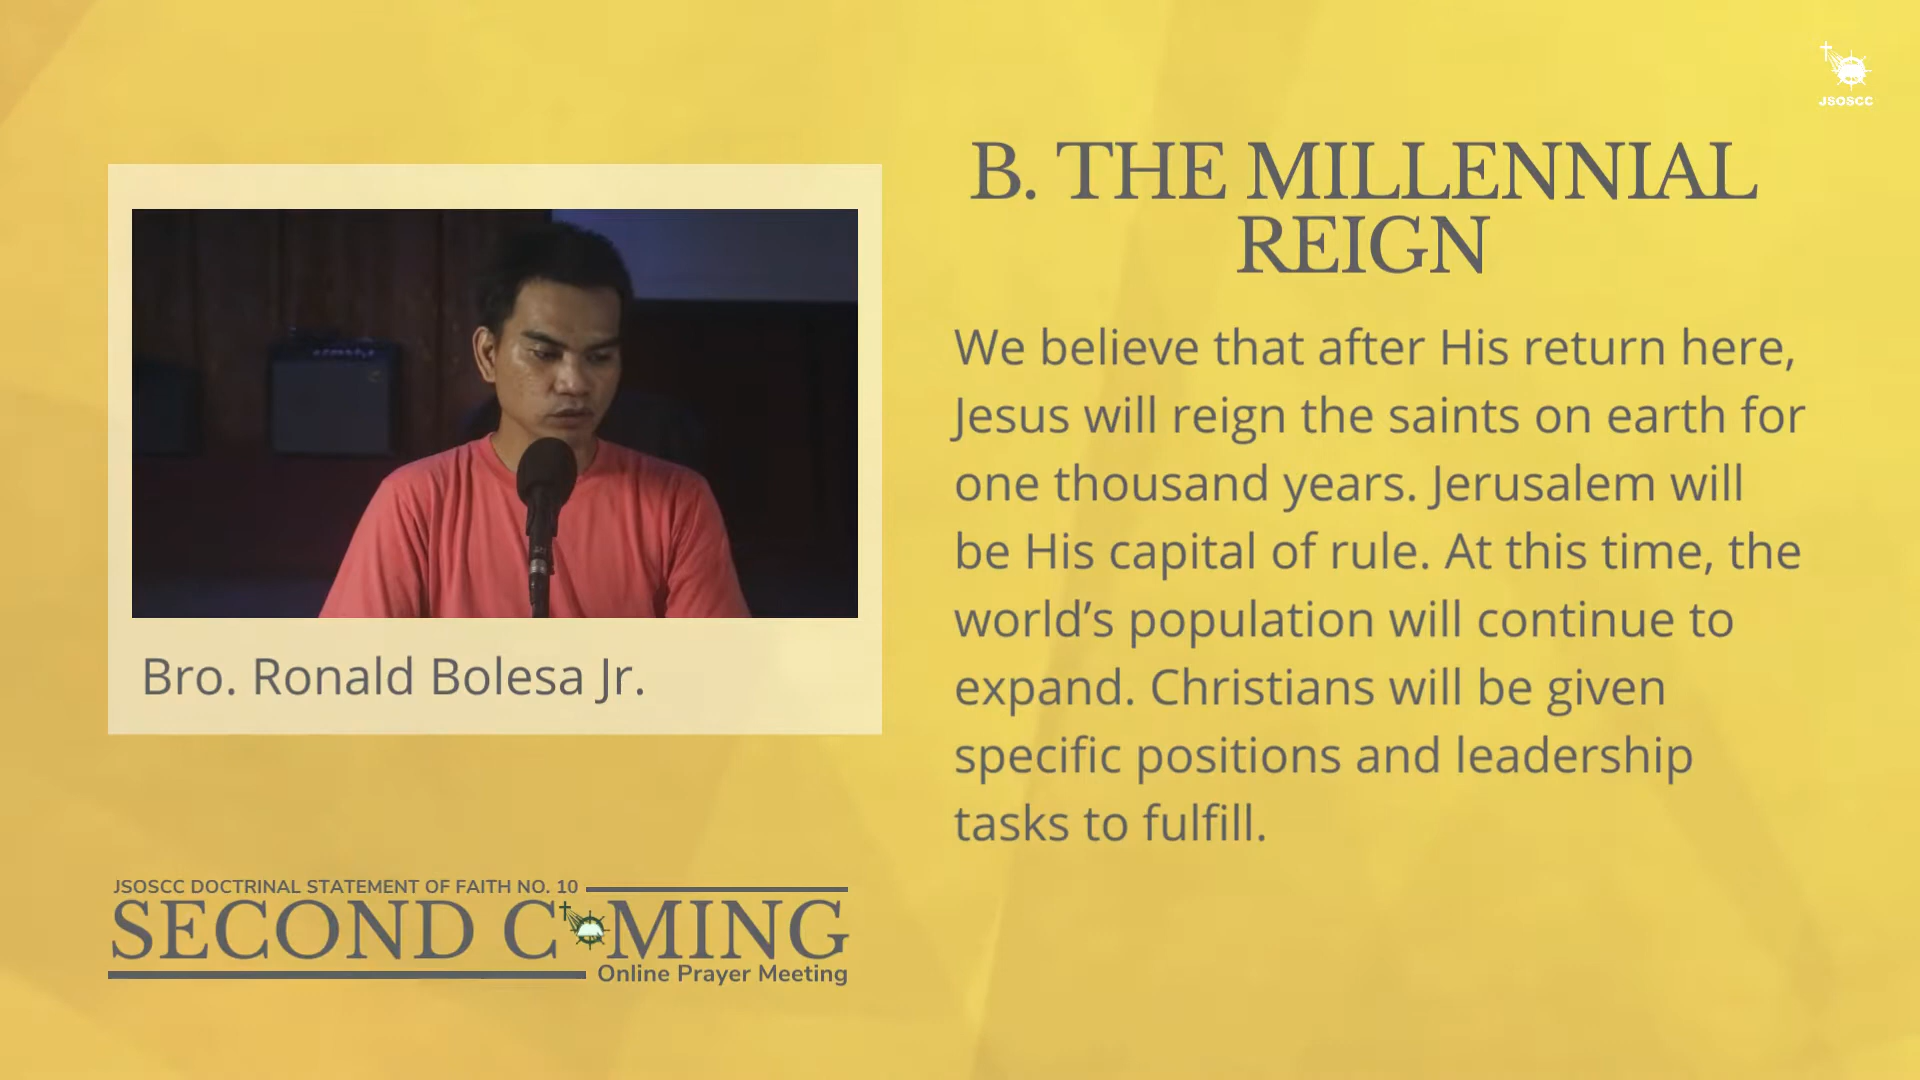 JSOSCC
B. THE MILLENNIAL
REIGN
We believe that after His return here,
Jesus will reign the saints on earth for
one thousand years. Jerusalem will
be His capital of rule. At this time, the
world’s population will continue to
expand. Christians will be given
specific positions and leadership
tasks to fulfill.
Bro. Ronald Bolesa Jr.
JSOSCC DOCTRINAL STATEMENT OF FAITH NO. 10
SECOND COMING
Online Prayer Meeting